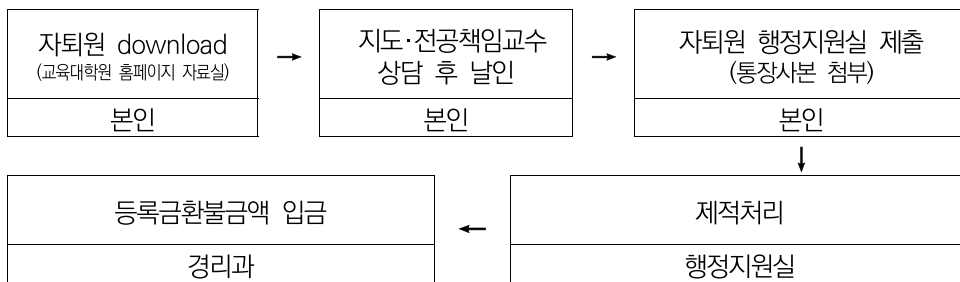 자퇴원 download
(교육대학원 홈페이지 자료실)
본인
지도·전공책임교수
상담 후 날인
본인
자퇴원 행정지원실 제출
(통장사본 첨부)
본인
제적처리
행정지원실
등록금환불금액 입금
경리과